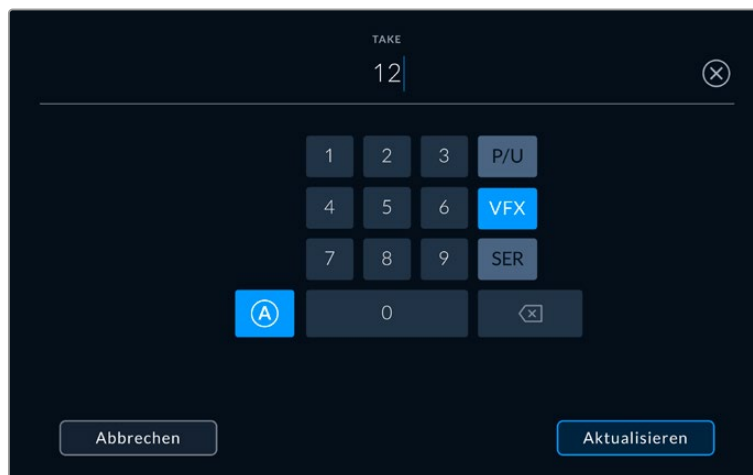 TAKE
12
1 2 3 P/U
4 5 6 VFX
7 8 9 SER
A 0
Abbrechen Aktualisieren